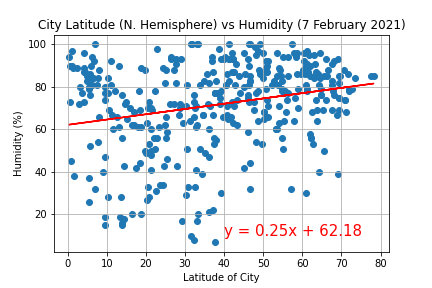 City Latitude (N. Hemisphere) vs Humidity (7 February 2021)
100
80
60
40
20
Humidity (%)
y = 0.25x + 62.18
0 10 20 30 40 50 60 70 80
Latitude of City